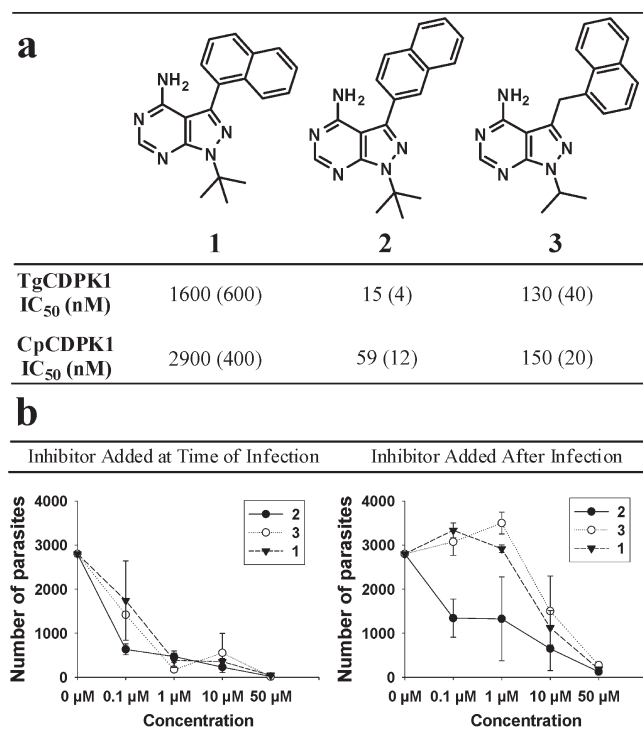 a
NH2 N N N N
NH2 N N N N
NH2 N N N N
1 2 3
TgCDPK1
IC50 (nM) 1600 (600) 15 (4) 130 (40)
CpCDPK1
IC50 (nM) 2900 (400) 59 (12) 150 (20)
b
Inhibitor Added at Time of Infection
Number of parasites
4000
3000
2000
1000
0
2
3
1
0 µM 0.1 µM 1 µM 10 µM 50 µM
Concentration
Inhibitor Added After Infection
Number of parasites
4000
3000
2000
1000
0
2
3
1
0 µM 0.1 µM 1 µM 10 µM 50 µM
Concentration